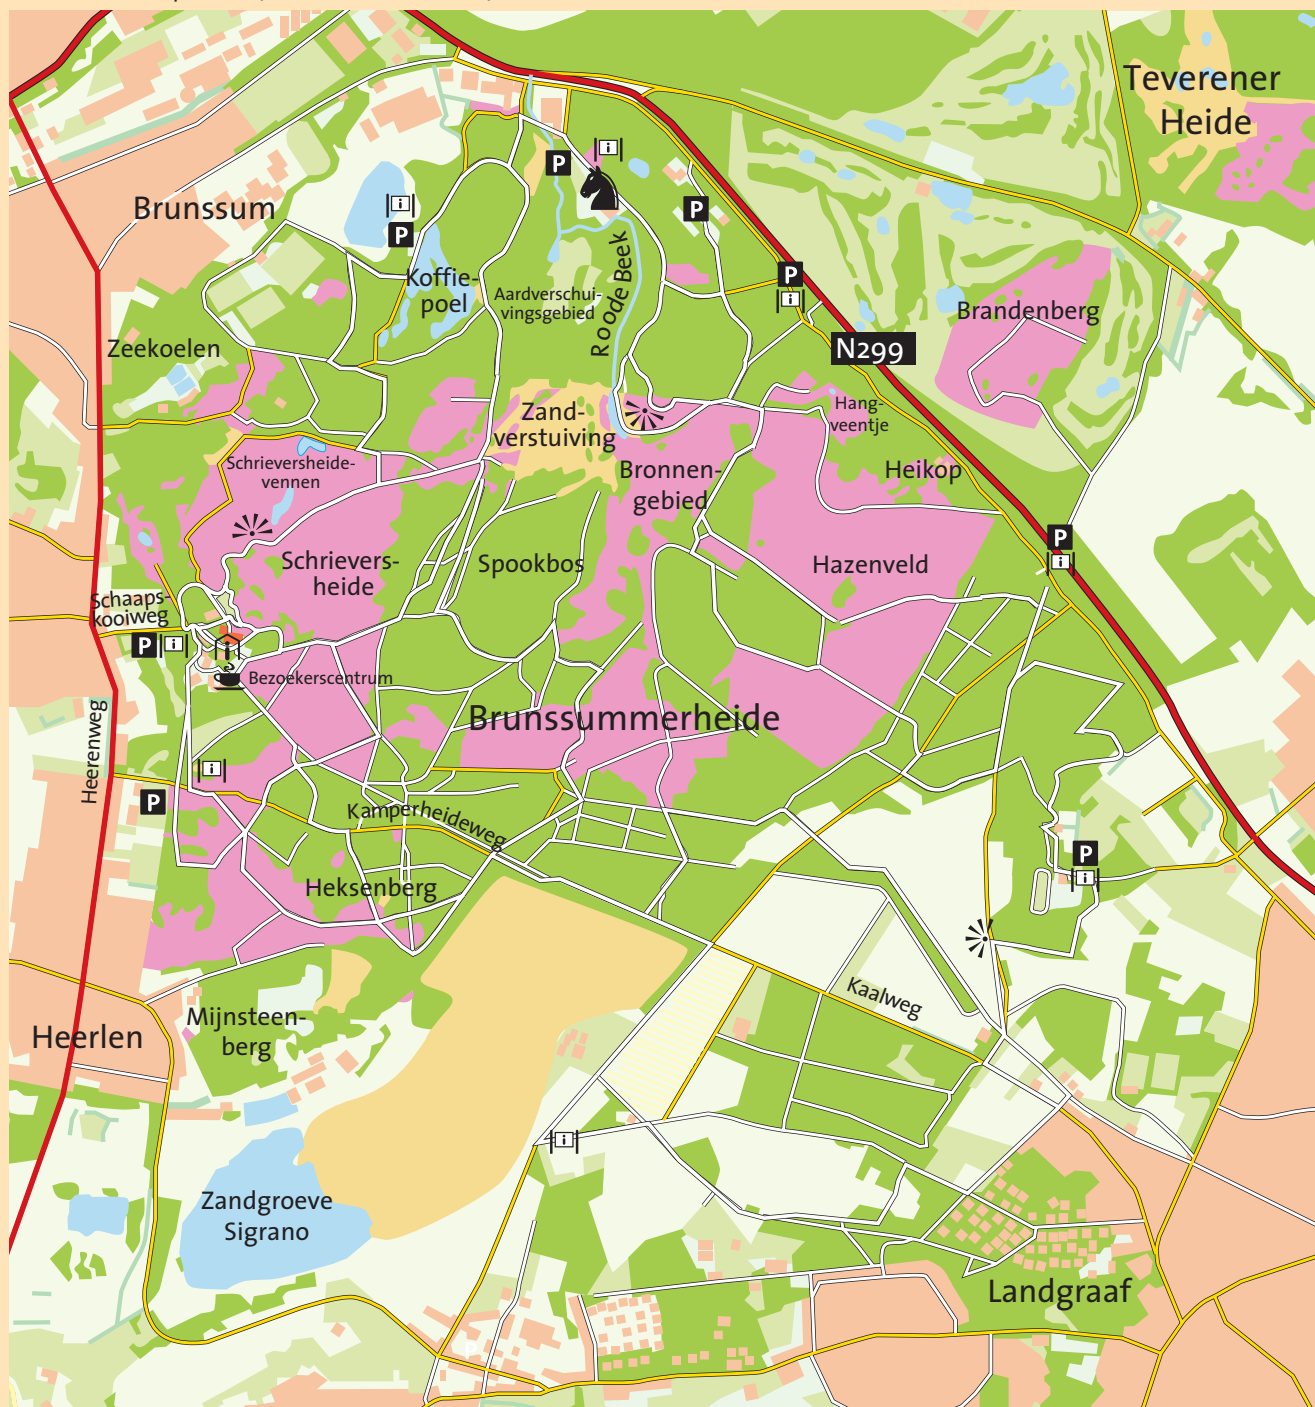 Teverener
Heide
P
i
Brunssum
i
P
P
Koffie-
poel
Aardverschui-
vingsgebied
Roode Beek
P
i
Brandenberg
N299
Zeekoelen
Zand-
verstuiving
Hang-
veentje
Schrieversheide-
vennen
Bronnen-
gebied
Heikop
Schrievers-
heide
Spookbos
Hazenveld
P
i
Schaaps-
kooiweg
P
i
i
Bezoekerscentrum
Brunssummerheide
Heerenweg
i
P
Kamperheideweg
P
i
Heksenberg
Kaalweg
Heerlen
Mijnsteen-
berg
i
Zandgroeve
Sigrano
Landgraaf
P